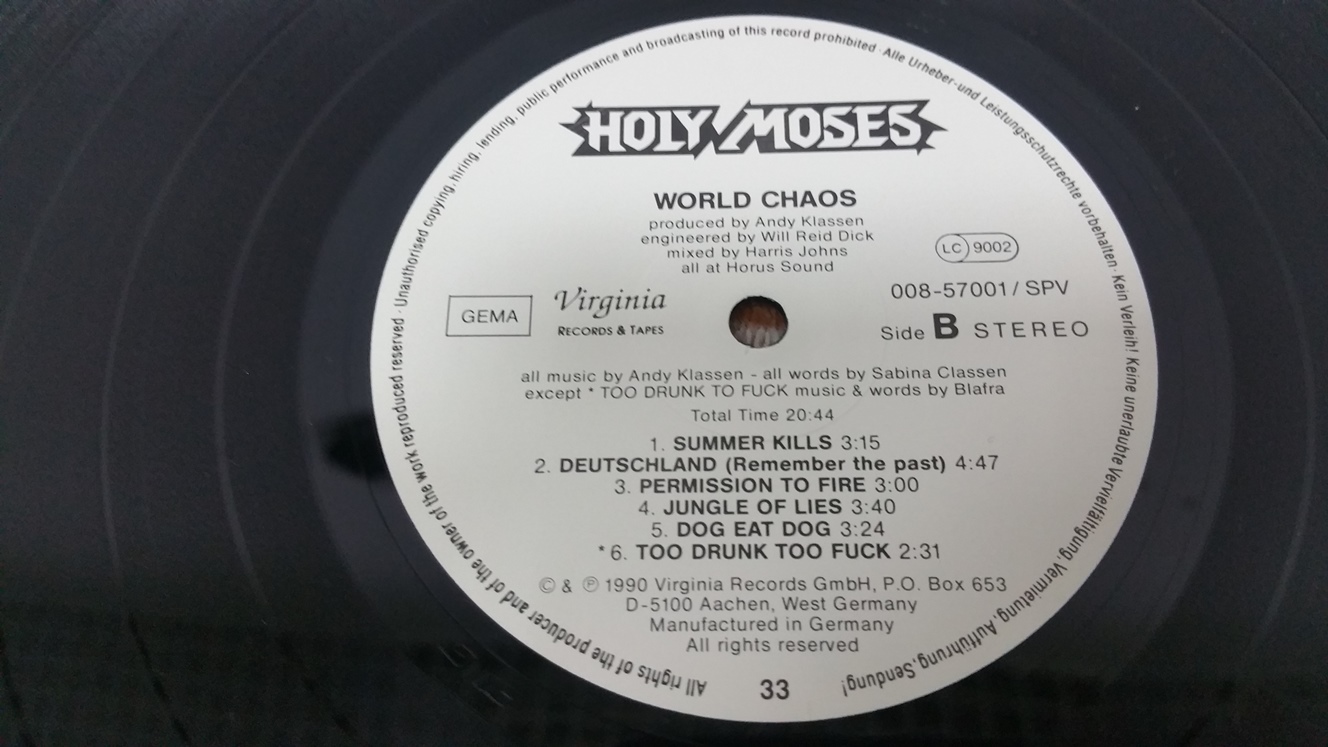 Unauthorised copying, hiring, lending, public performance and broadcasting of this record prohibited · Alle Urheber-und Leistungsschutzrechte vorbehalten · Kein Verleih! Keine unerlaubte Vervielfältigung, Vermietung, Aufführung, Sendung!
All rights of the producer and of the owner of the work reproduced reserved ·
HOLY MOSES
WORLD CHAOS
produced by Andy Klassen
engineered by Will Reid Dick
mixed by Harris Johns
all at Horus Sound
LC 9002
008-57001/SPV
GEMA
Virginia
RECORDS & TAPES
Side B STEREO
all music by Andy Klassen - all words by Sabina Classen
except * TOO DRUNK TO FUCK music & words by Blafra
Total Time 20:44
1. SUMMER KILLS 3:15
2. DEUTSCHLAND (Remember the past) 4:47
3. PERMISSION TO FIRE 3:00
4. JUNGLE OF LIES 3:40
5. DOG EAT DOG 3:24
* 6. TOO DRUNK TOO FUCK 2:31
© & ℗ 1990 Virginia Records GmbH, P.O. Box 653
D-5100 Aachen, West Germany
Manufactured in Germany
All rights reserved
33